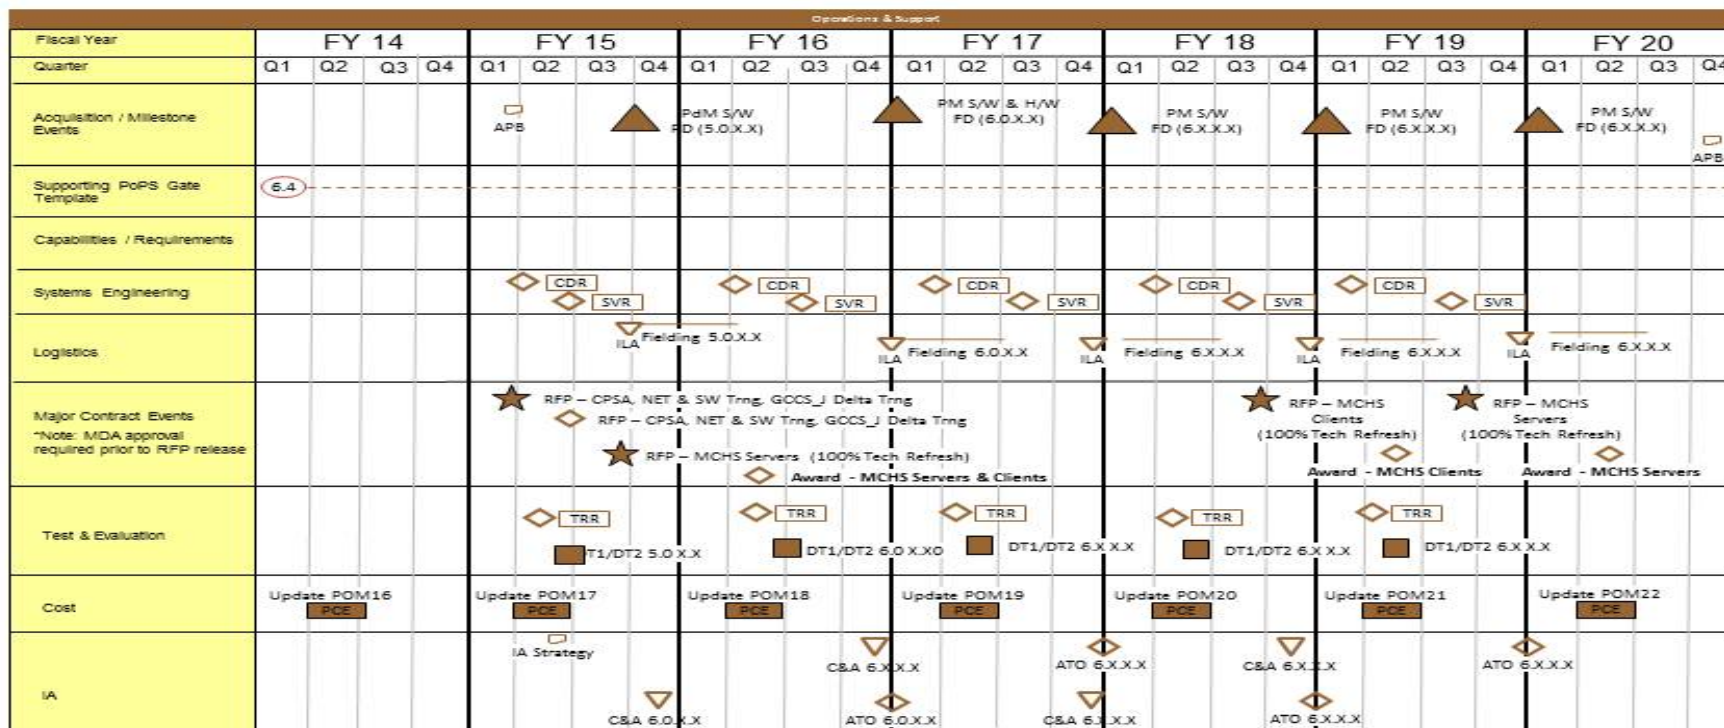 Operations & Support
Fiscal Year FY 14 FY 15 FY 16 FY 17 FY 18 FY 19 FY 20
Quarter Q1 Q2 Q3 Q4 Q1 Q2 Q3 Q4 Q1 Q2 Q3 Q4 Q1 Q2 Q3 Q4 Q1 Q2 Q3 Q4 Q1 Q2 Q3 Q4 Q1 Q2 Q3 Q4
Acquisition / Milestone
Events
APB
PdM S/W
FD (5.0.X.X)
PM S/W & H/W
FD (6.0.X.X)
PM S/W
FD (6.X.X.X)
PM S/W
FD (6.X.X.X)
PM S/W
FD (6.X.X.X)
APB
Supporting PoPS Gate
Template
6.4
Capabilities / Requirements
Systems Engineering
CDR CDR CDR CDR CDR
SVR SVR SVR SVR SVR
Logistics
ILA Fielding 5.0.X.X
ILA Fielding 6.0.X.X
ILA Fielding 6.X.X.X
ILA Fielding 6.X.X.X
ILA Fielding 6.X.X.X
Major Contract Events
*Note: MDA approval
required prior to RFP release
RFP – CPSA, NET & SW Trng, GCCS_J Delta Trng
RFP – CPSA, NET & SW Trng, GCCS_J Delta Trng
RFP – MCHS Servers (100% Tech Refresh)
Award - MCHS Servers & Clients
RFP – MCHS
Clients
(100% Tech Refresh)
Award - MCHS Clients
RFP – MCHS
Servers
(100% Tech Refresh)
Award - MCHS Servers
Test & Evaluation
TRR TRR TRR TRR TRR
T1/DT2 5.0 X.X DT1/DT2 6.0 X.X0 DT1/DT2 6.X X.X DT1/DT2 6.X X.X DT1/DT2 6.X X.X
Cost
Update POM16 Update POM17 Update POM18 Update POM19 Update POM20 Update POM21 Update POM22
PCE PCE PCE PCE PCE PCE PCE
IA
IA Strategy
C&A 6.X.X.X ATO 6.X.X.X C&A 6.X.X.X ATO 6.X.X.X
C&A 6.0.X.X ATO 6.0.X.X C&A 6.X.X.X ATO 6.X.X.X